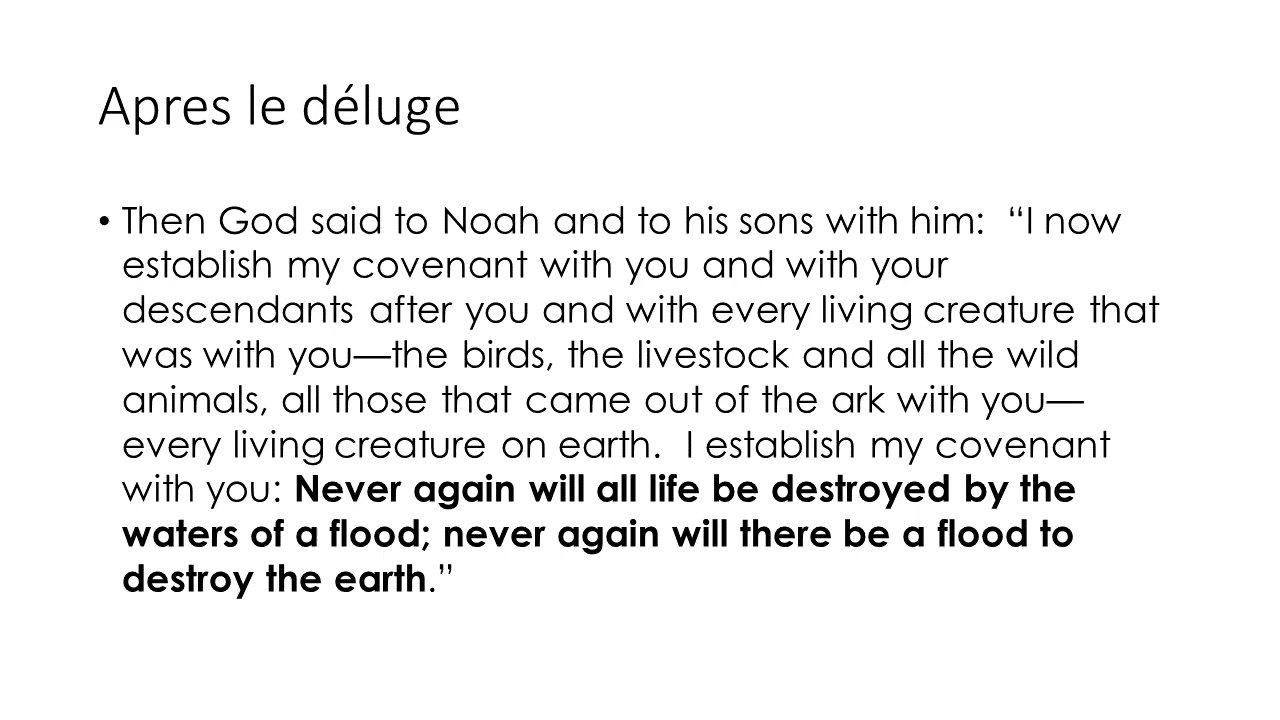 Apres le déluge
• Then God said to Noah and to his sons with him:  “I now
establish my covenant with you and with your
descendants after you and with every living creature that
was with you—the birds, the livestock and all the wild
animals, all those that came out of the ark with you—
every living creature on earth.  I establish my covenant
with you: Never again will all life be destroyed by the
waters of a flood; never again will there be a flood to
destroy the earth.”